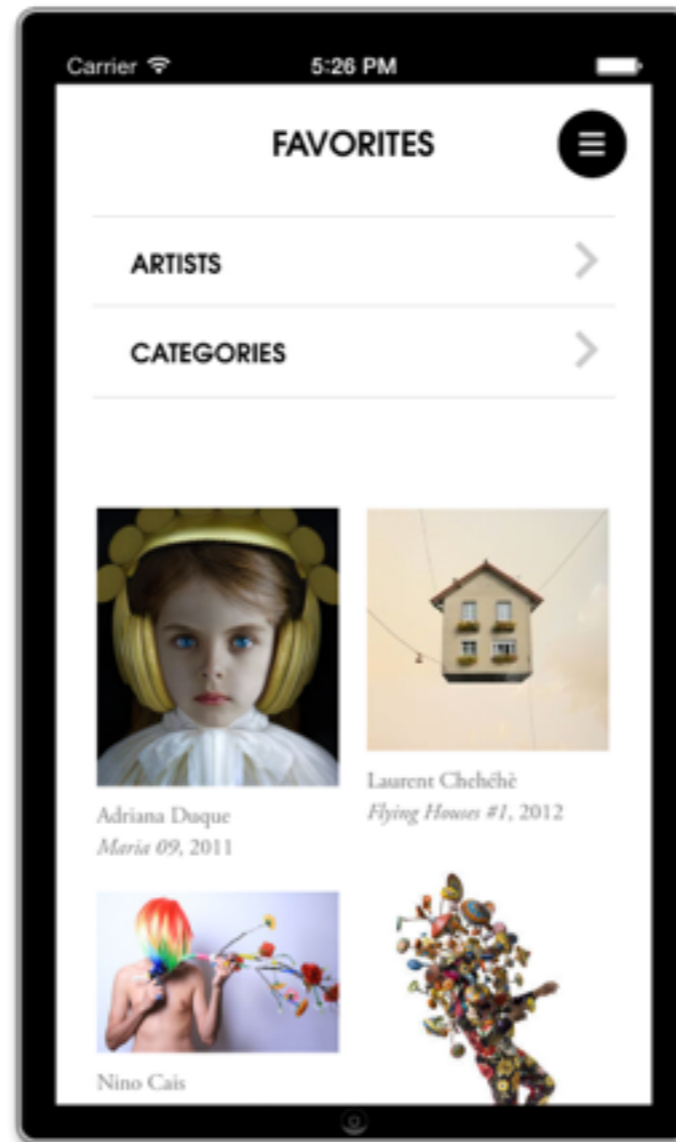 Carrier 5:26 PM
FAVORITES
ARTISTS
CATEGORIES
Adriana Duque
Maria 09, 2011
Laurent Chehéhè
Flying Houses #1, 2012
Nino Cais